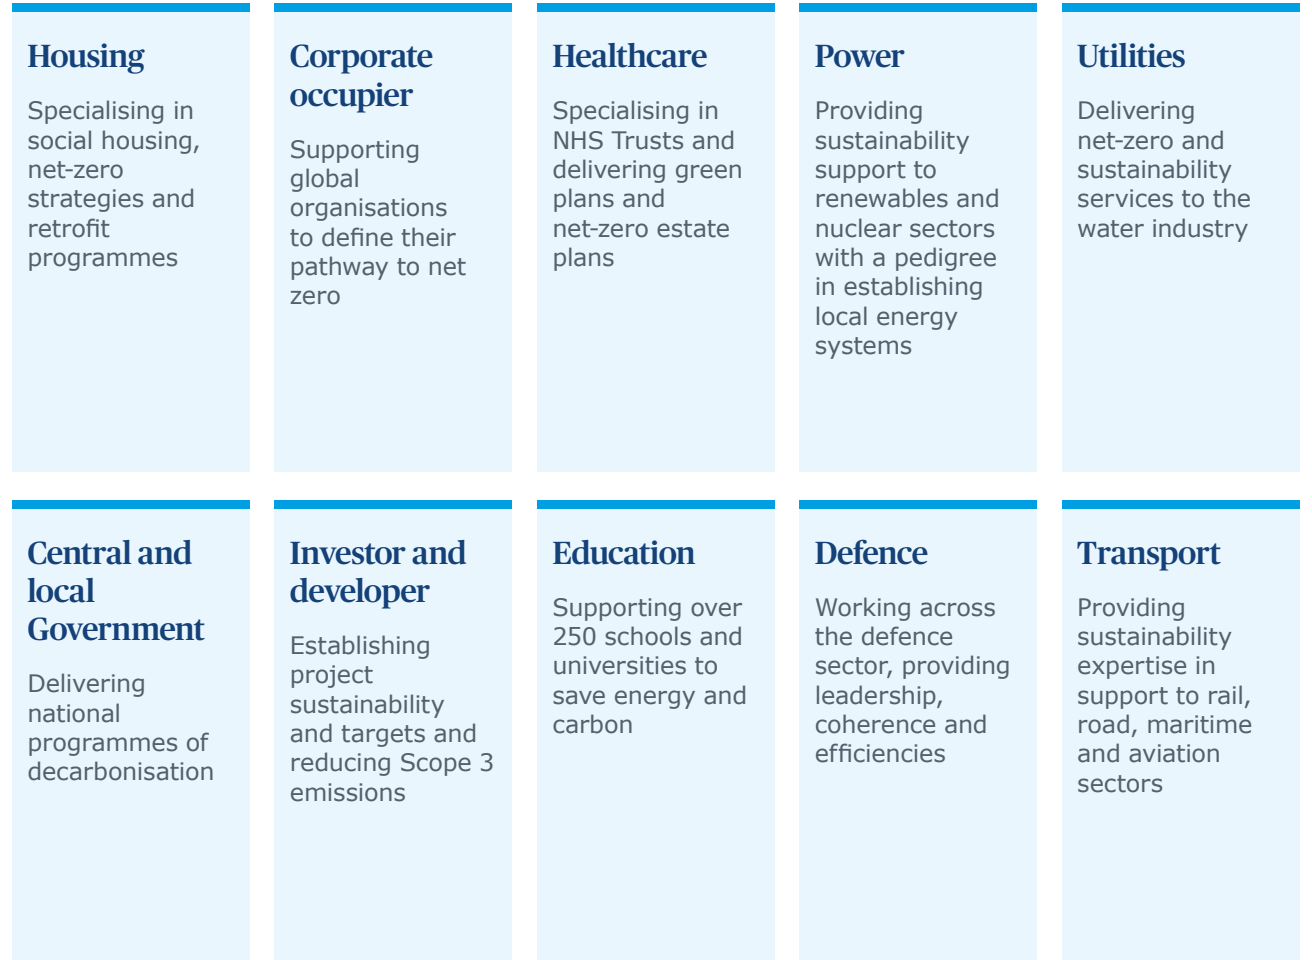 Housing
Specialising in
social housing,
net-zero
strategies and
retrofit
programmes
Corporate
occupier
Supporting
global
organisations
to define their
pathway to net
zero
Healthcare
Specialising in
NHS Trusts and
delivering green
plans and
net-zero estate
plans
Power
Providing
sustainability
support to
renewables and
nuclear sectors
with a pedigree
in establishing
local energy
systems
Utilities
Delivering
net-zero and
sustainability
services to the
water industry
Central and
local
Government
Delivering
national
programmes of
decarbonisation
Investor and
developer
Establishing
project
sustainability
and targets and
reducing Scope 3
emissions
Education
Supporting over
250 schools and
universities to
save energy and
carbon
Defence
Working across
the defence
sector, providing
leadership,
coherence and
efficiencies
Transport
Providing
sustainability
expertise in
support to rail,
road, maritime
and aviation
sectors